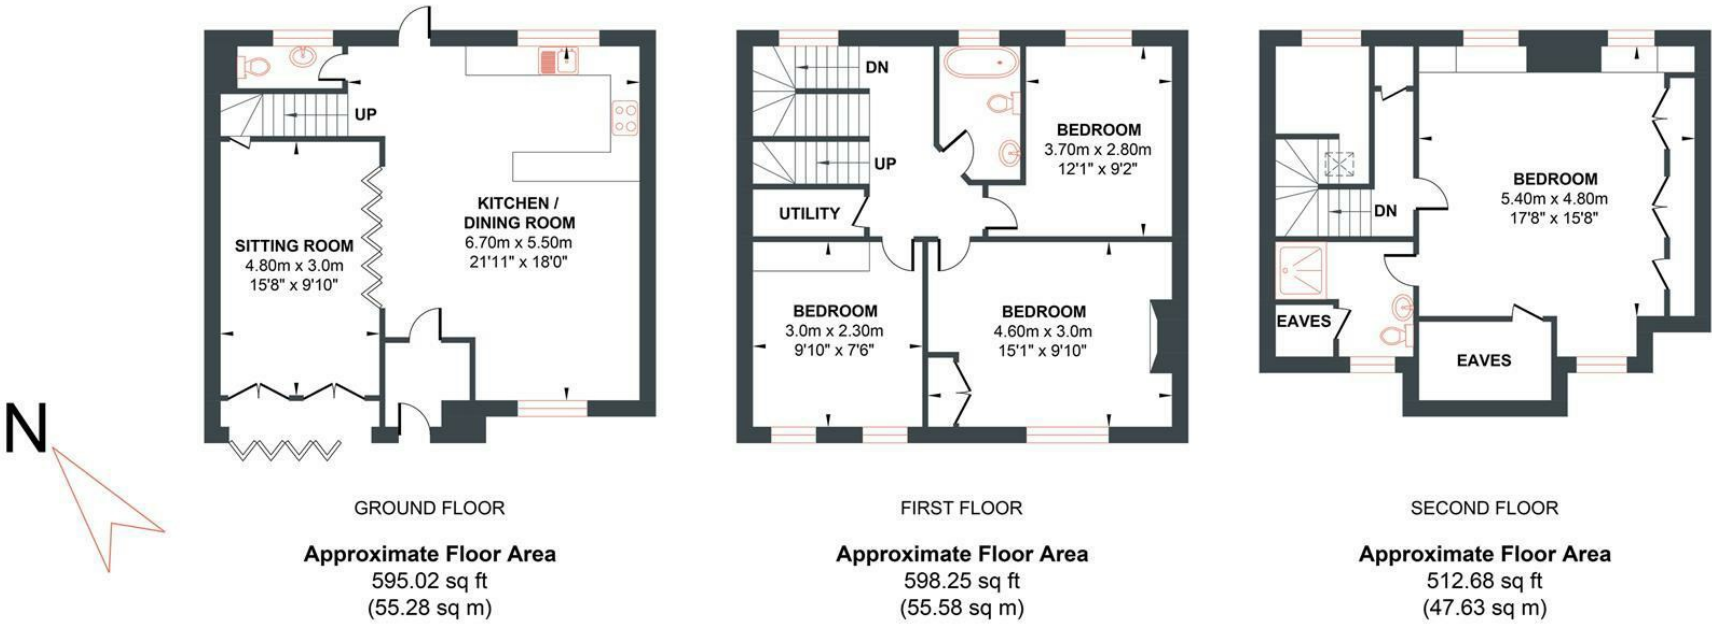 UP
KITCHEN /
DINING ROOM
6.70m x 5.50m
21'11" x 18'0"
SITTING ROOM
4.80m x 3.0m
15'8" x 9'10"
N
GROUND FLOOR
Approximate Floor Area
595.02 sq ft
(55.28 sq m)
DN
UP
UTILITY
BEDROOM
3.70m x 2.80m
12'1" x 9'2"
BEDROOM
3.0m x 2.30m
9'10" x 7'6"
BEDROOM
4.60m x 3.0m
15'1" x 9'10"
FIRST FLOOR
Approximate Floor Area
598.25 sq ft
(55.58 sq m)
BEDROOM
5.40m x 4.80m
17'8" x 15'8"
DN
EAVES
EAVES
SECOND FLOOR
Approximate Floor Area
512.68 sq ft
(47.63 sq m)